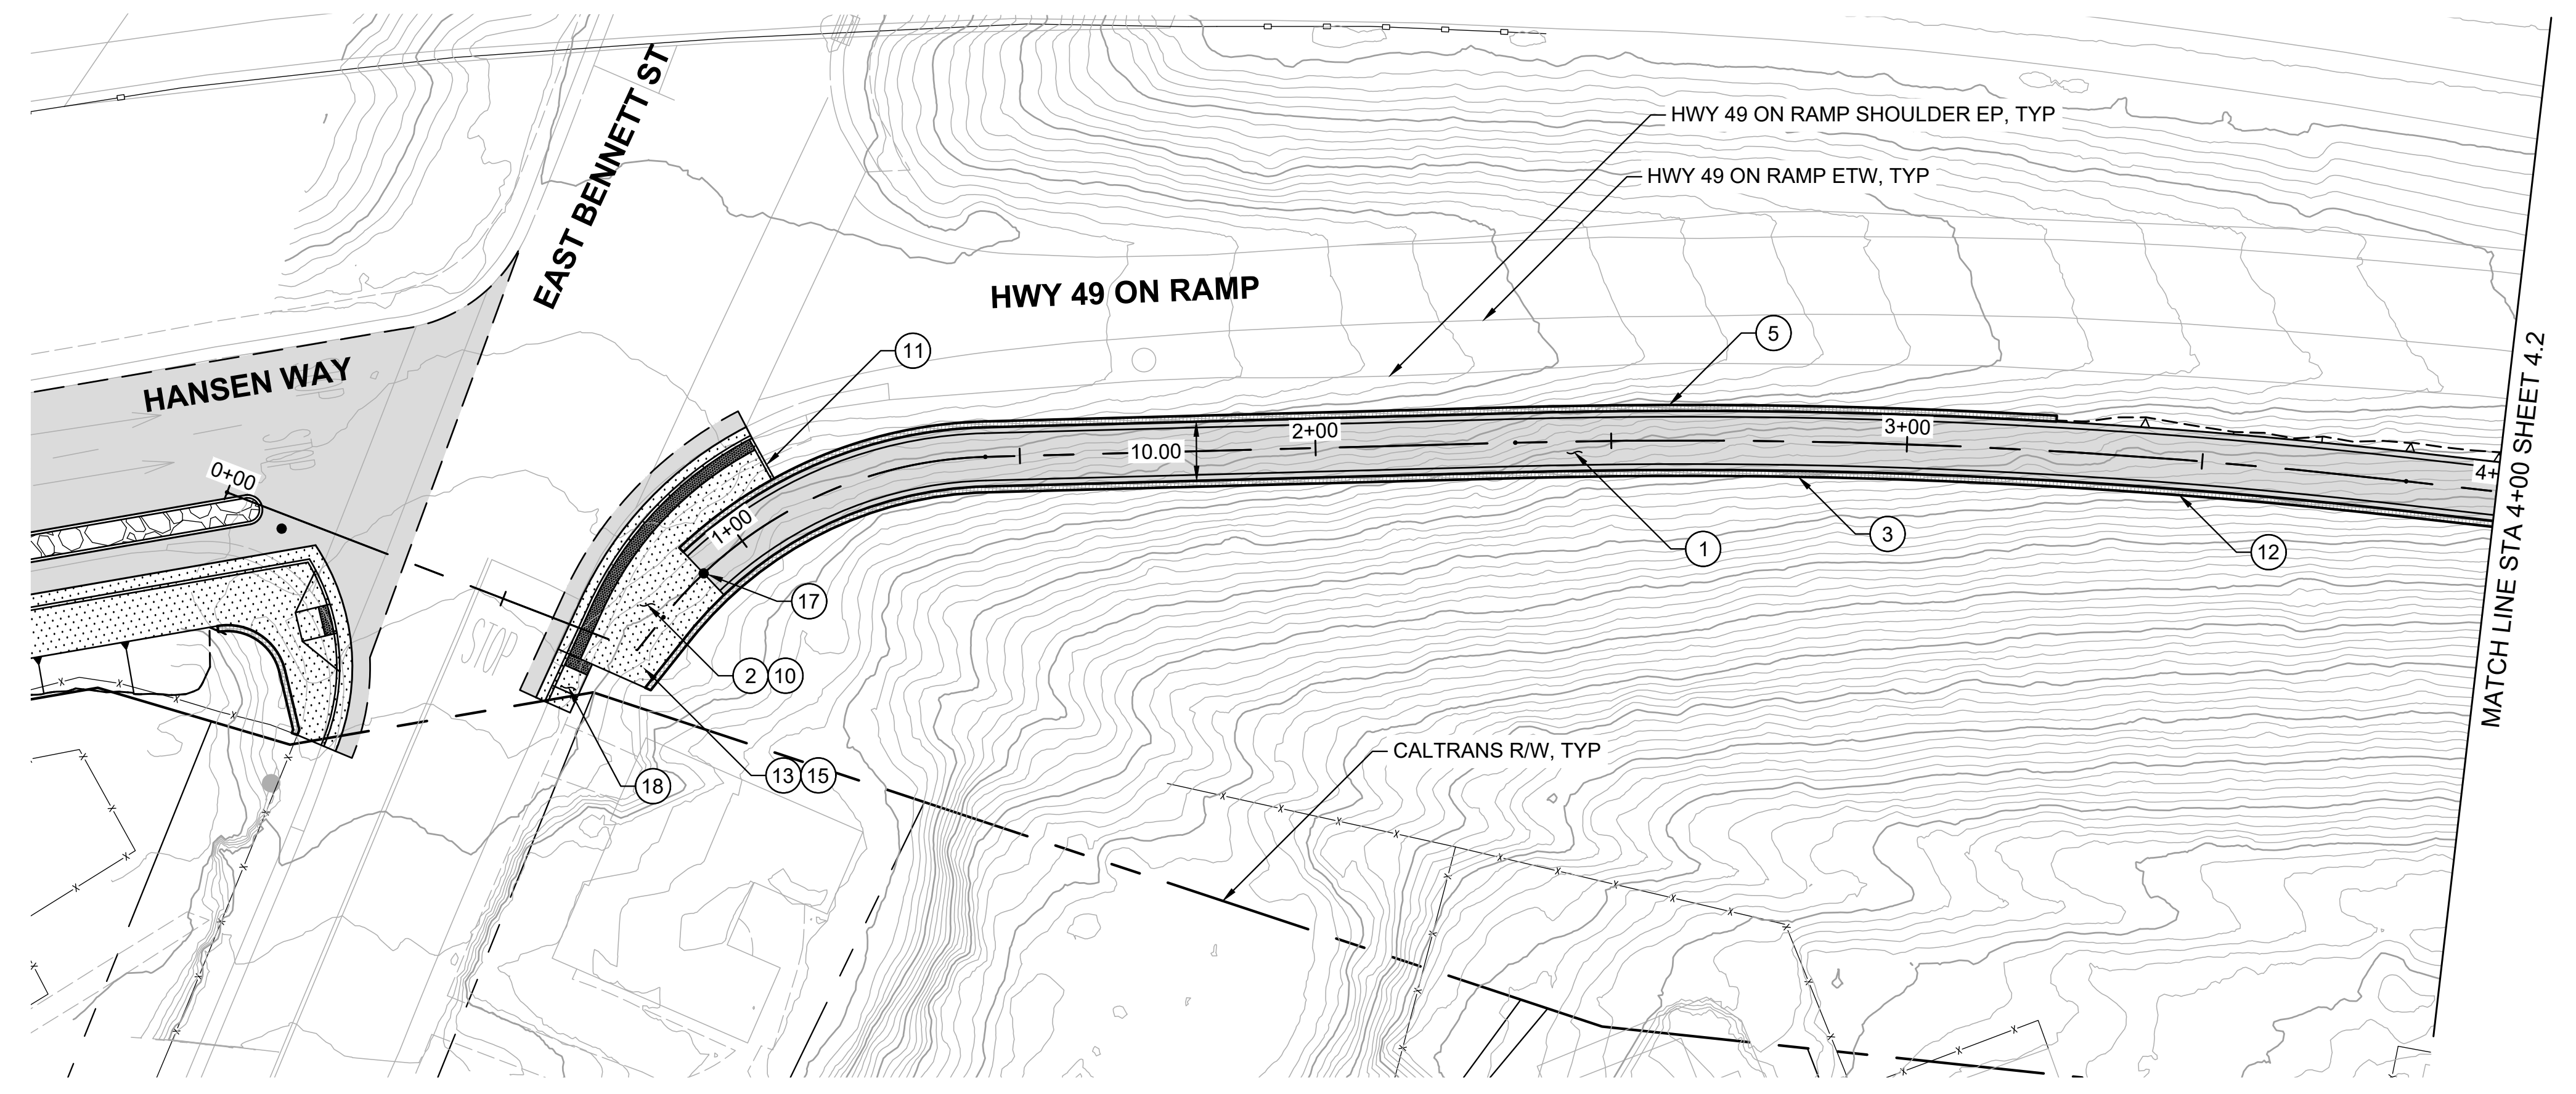 EAST BENNETT ST
HWY 49 ON RAMP SHOULDER EP, TYP
HWY 49 ON RAMP ETW, TYP
HWY 49 ON RAMP
HANSEN WAY
STOP
11
5
0+00
1+00
10.00
2+00
3+00
4+
1
3
12
17
STOP
2 10
13 15
18
CALTRANS R/W, TYP
MATCH LINE STA 4+00 SHEET 4.2